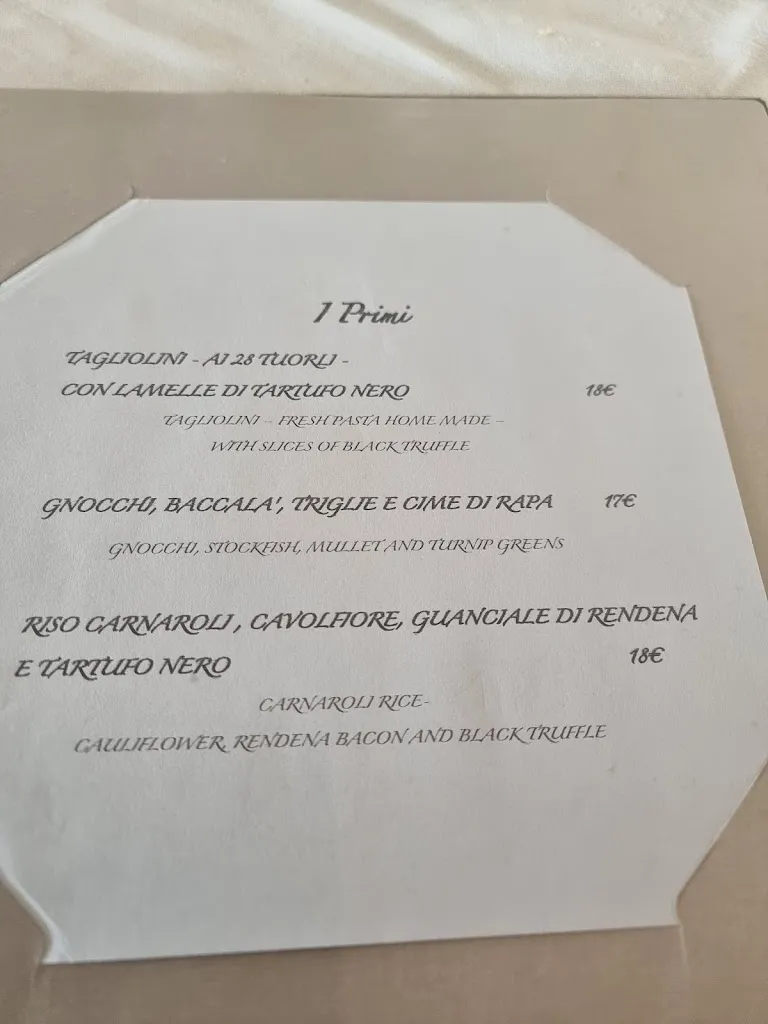 I Primi
TAGLIOLINI - AI 28 TUORLI -
CON LAMELLE DI TARTUFO NERO 18€
TAGLIOLINI - FRESH PASTA HOME MADE -
WITH SLICES OF BLACK TRUFFLE
GNOCCHI, BACCALA', TRIGLIE E CIME DI RAPA 17€
GNOCCHI, STOCKFISH, MULLET AND TURNIP GREENS
RISO CARNAROLI , CAVOLFIORE, GUANCIALE DI RENDENA
E TARTUFO NERO 18€
CARNAROLI RICE-
CAULIFLOWER, RENDENA BACON AND BLACK TRUFFLE